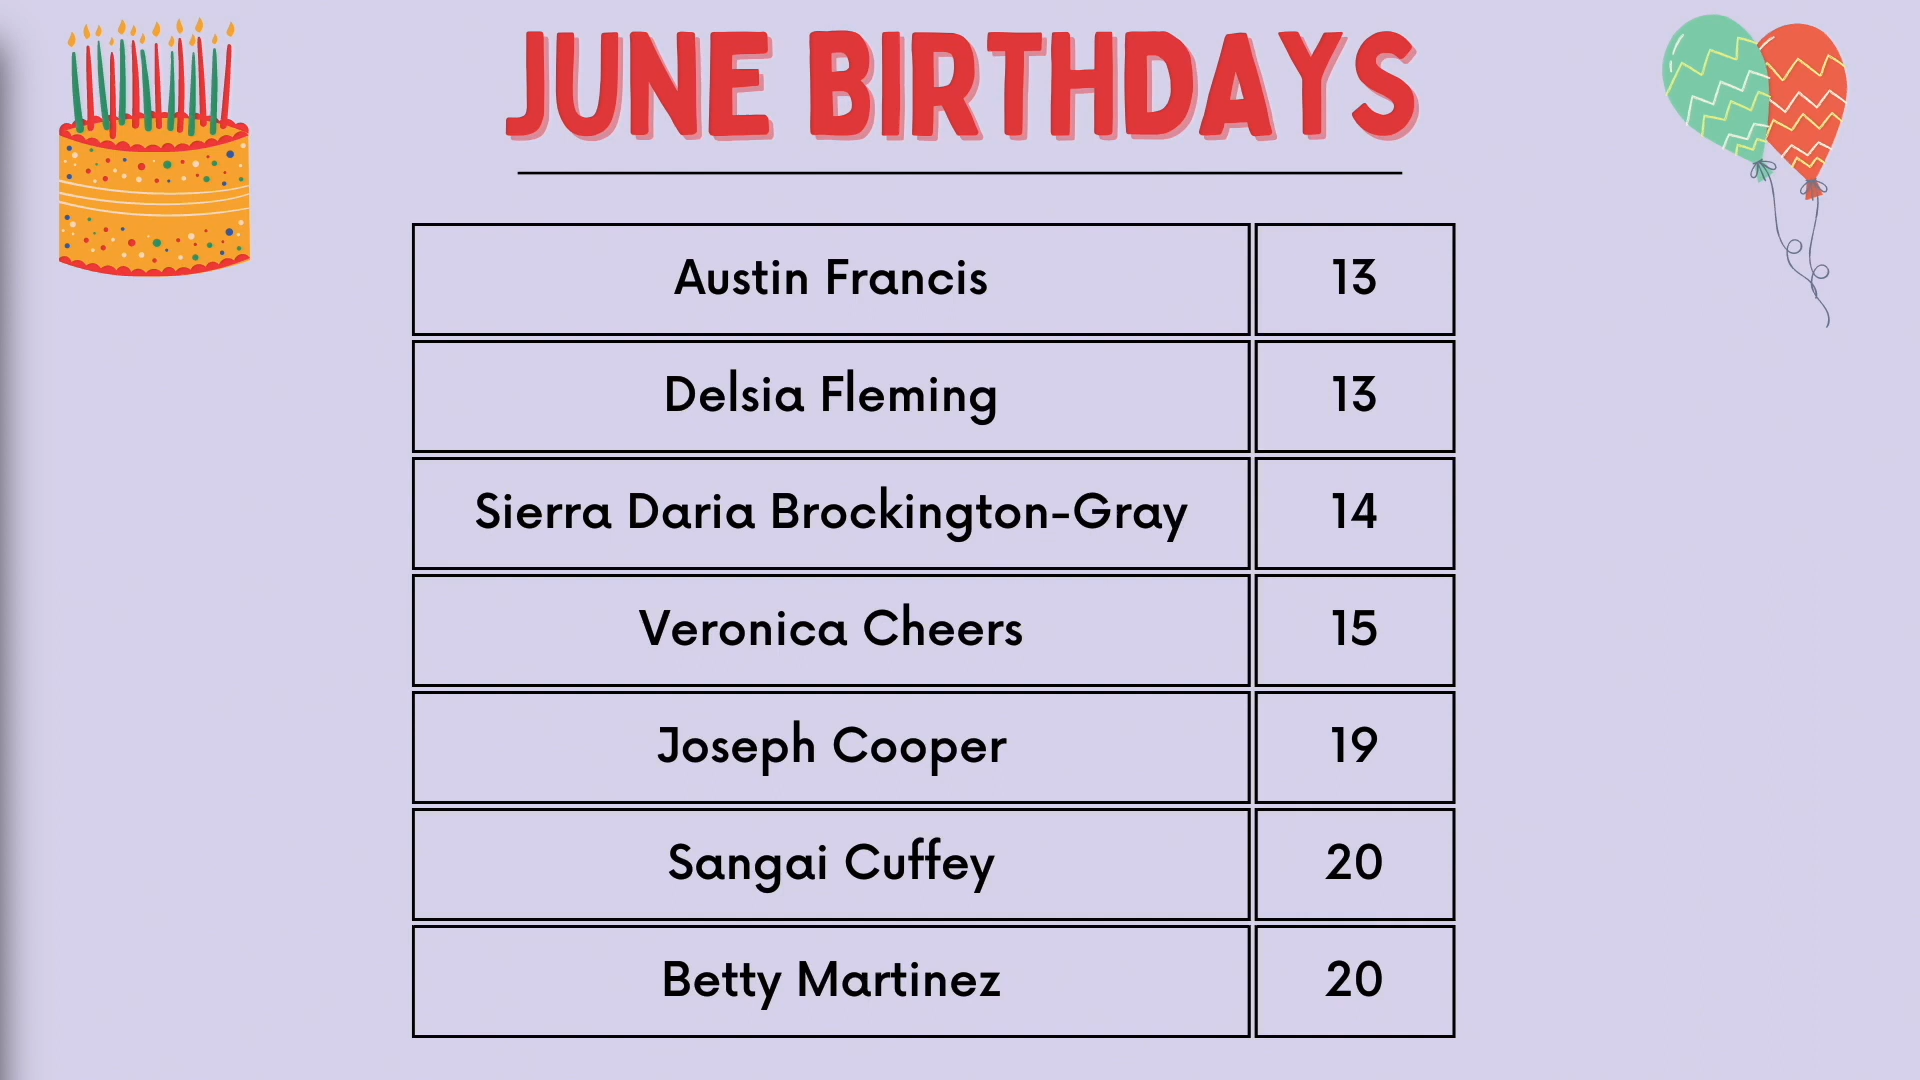 JUNE BIRTHDAYS
Austin Francis 13
Delsia Fleming 13
Sierra Daria Brockington-Gray 14
Veronica Cheers 15
Joseph Cooper 19
Sangai Cuffey 20
Betty Martinez 20